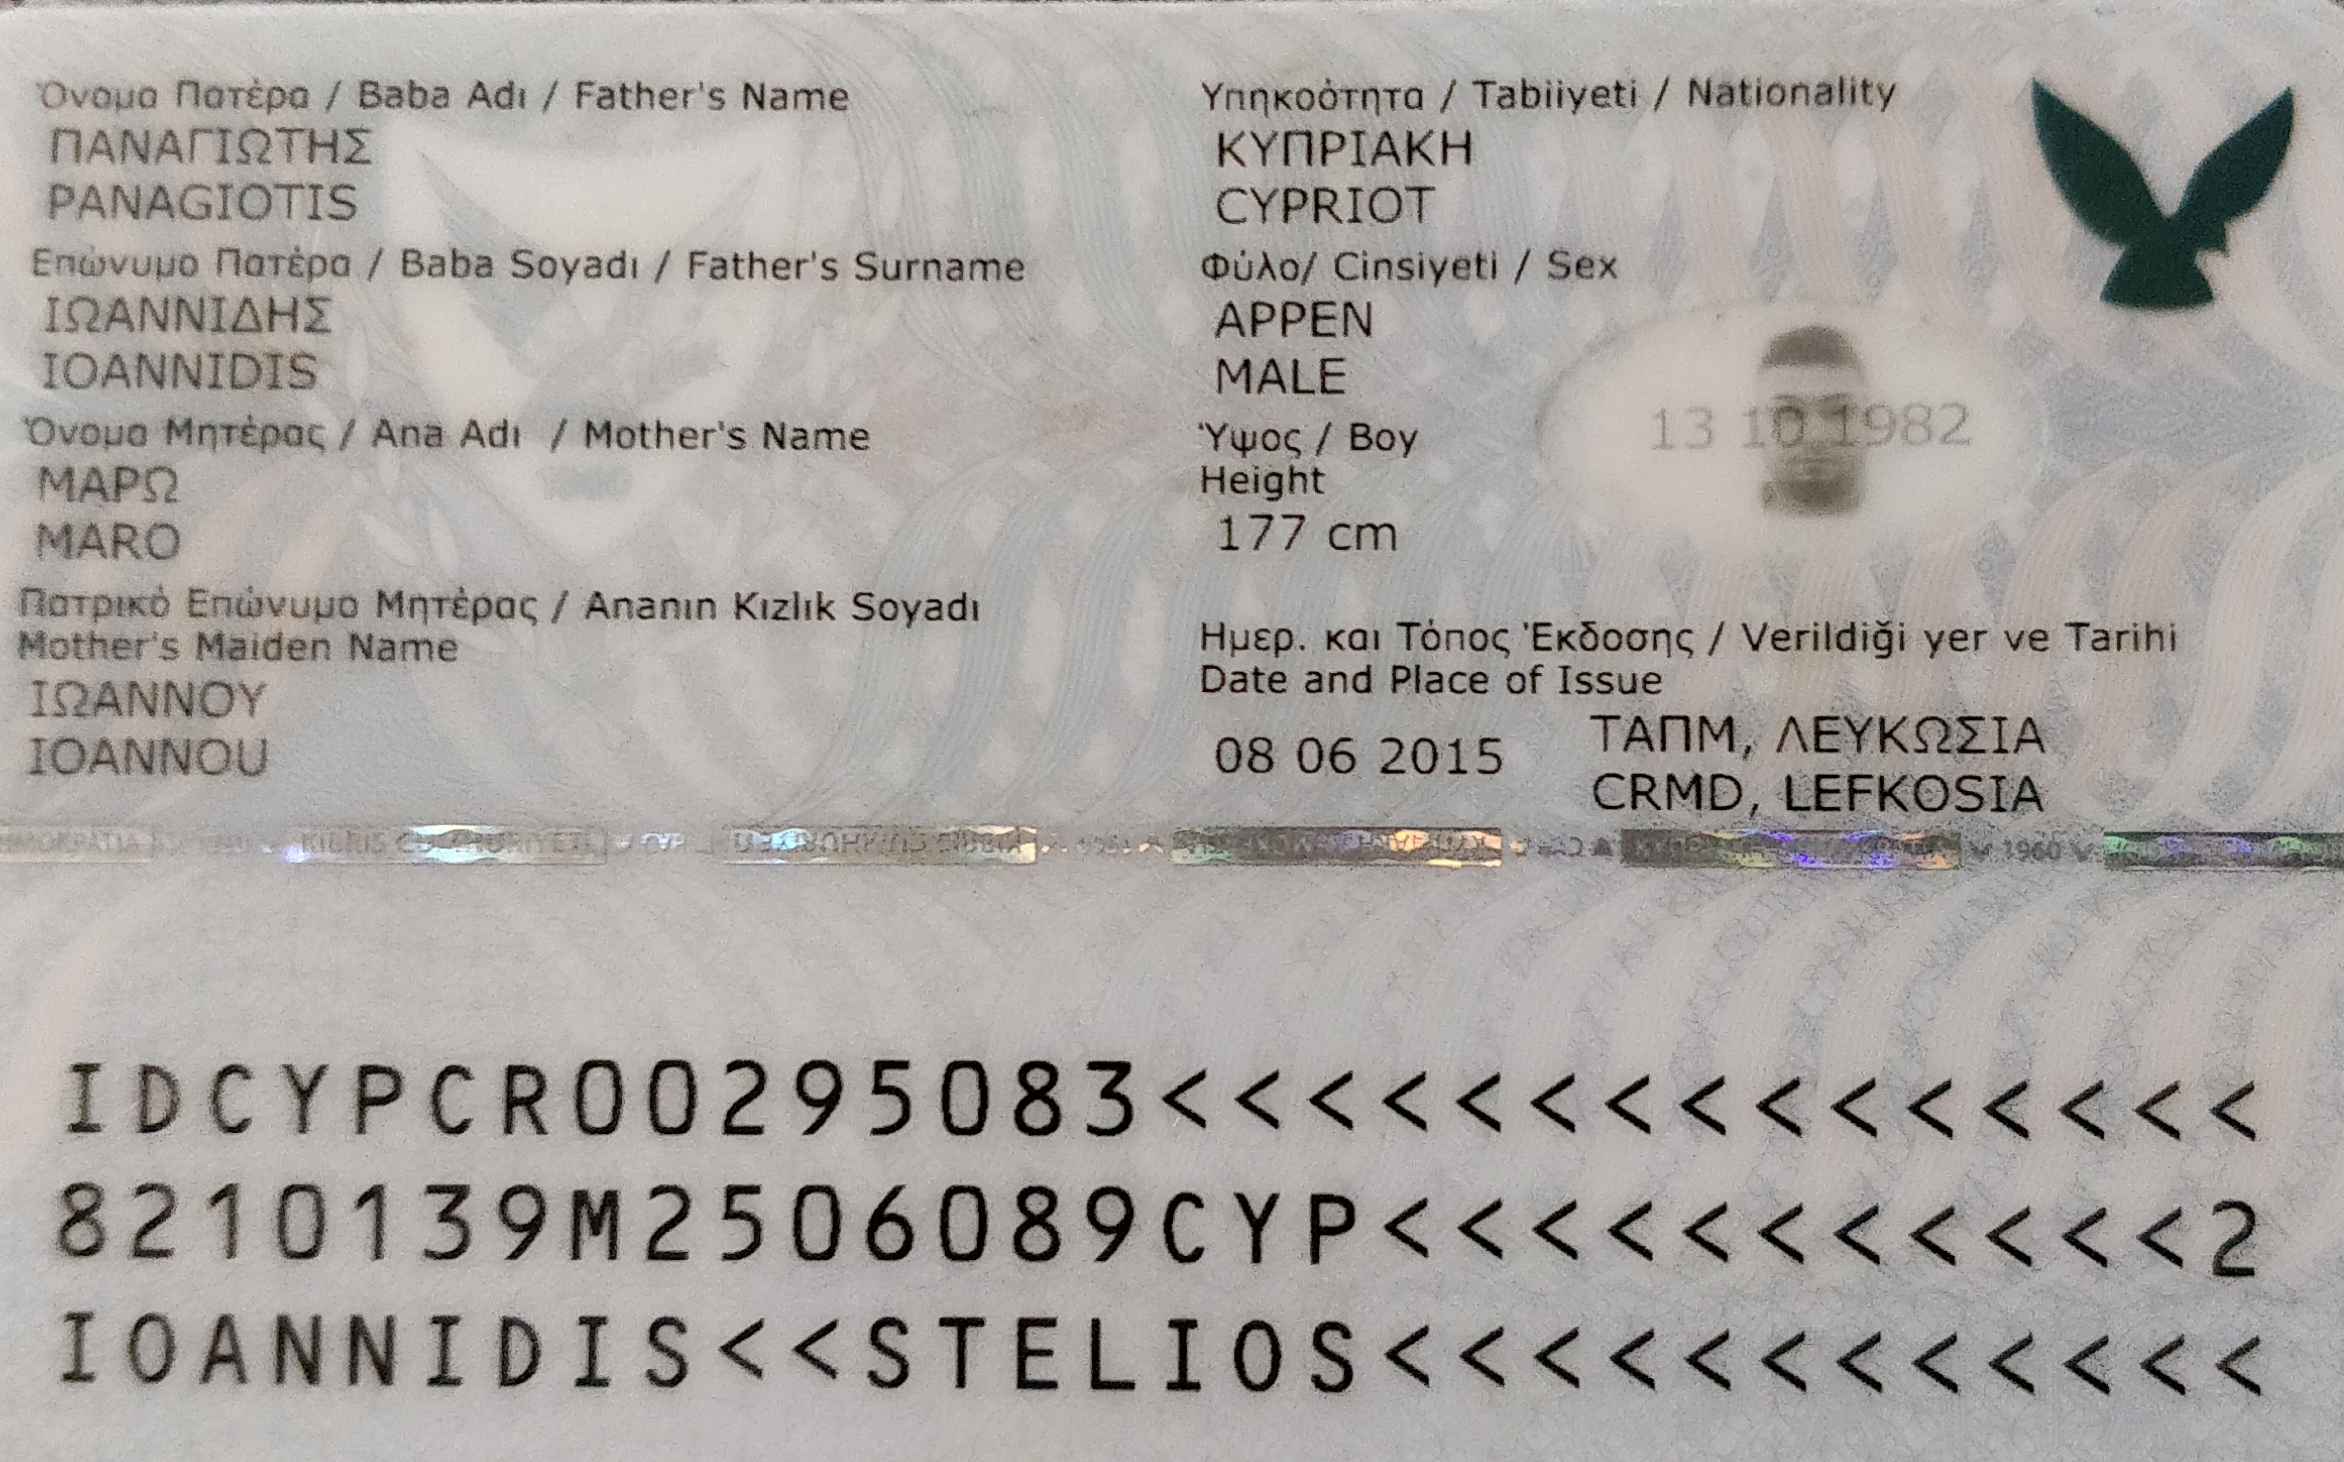 Όνομα Πατέρα / Baba Adı / Father's Name
ΠΑΝΑΓΙΩΤΗΣ
PANAGIOTIS
Επώνυμο Πατέρα / Baba Soyadı / Father's Surname
ΙΩΑΝΝΙΔΗΣ
IOANNIDIS
Όνομα Μητέρας / Ana Adı / Mother's Name
ΜΑΡΩ
MARO
Πατρικό Επώνυμο Μητέρας / Ananın Kızlık Soyadı
Mother's Maiden Name
ΙΩΑΝΝΟΥ
IOANNOU
Υπηκοότητα / Tabiiyeti / Nationality
ΚΥΠΡΙΑΚΗ
CYPRIOT
Φύλο/ Cinsiyeti / Sex
ΑΡΡΕΝ
MALE
Ύψος / Boy
Height
177 cm
13 10 1982
Ημερ. και Τόπος Έκδοσης / Verildiği yer ve Tarihi
Date and Place of Issue
08 06 2015
ΤΑΠΜ, ΛΕΥΚΩΣΙΑ
CRMD, LEFKOSIA
1960
IDCYPCR00295083<<<<<<<<<<<<<<<
8210139M2506089CYP<<<<<<<<<<<2
IOANNIDIS<<STELIOS<<<<<<<<<<<<